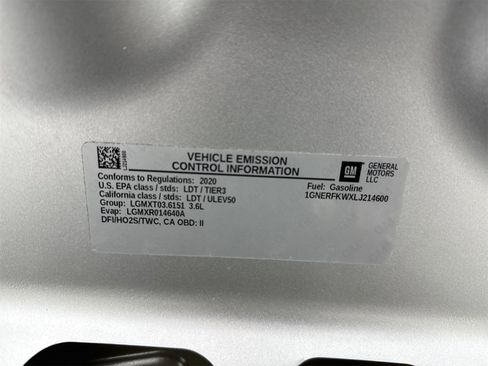 VEHICLE EMISSION
CONTROL INFORMATION
GM
GENERAL
MOTORS
LLC
Conforms to Regulations: 2020
U.S. EPA class / stds: LDT / TIER3
California class / stds: LDT / ULEV50
Group: LGMXT03.6151 3.6L
Evap: LGMXR014640A
DFI/HO2S/TWC, CA OBD: II
Fuel: Gasoline
1GNERFKWXLJ214600